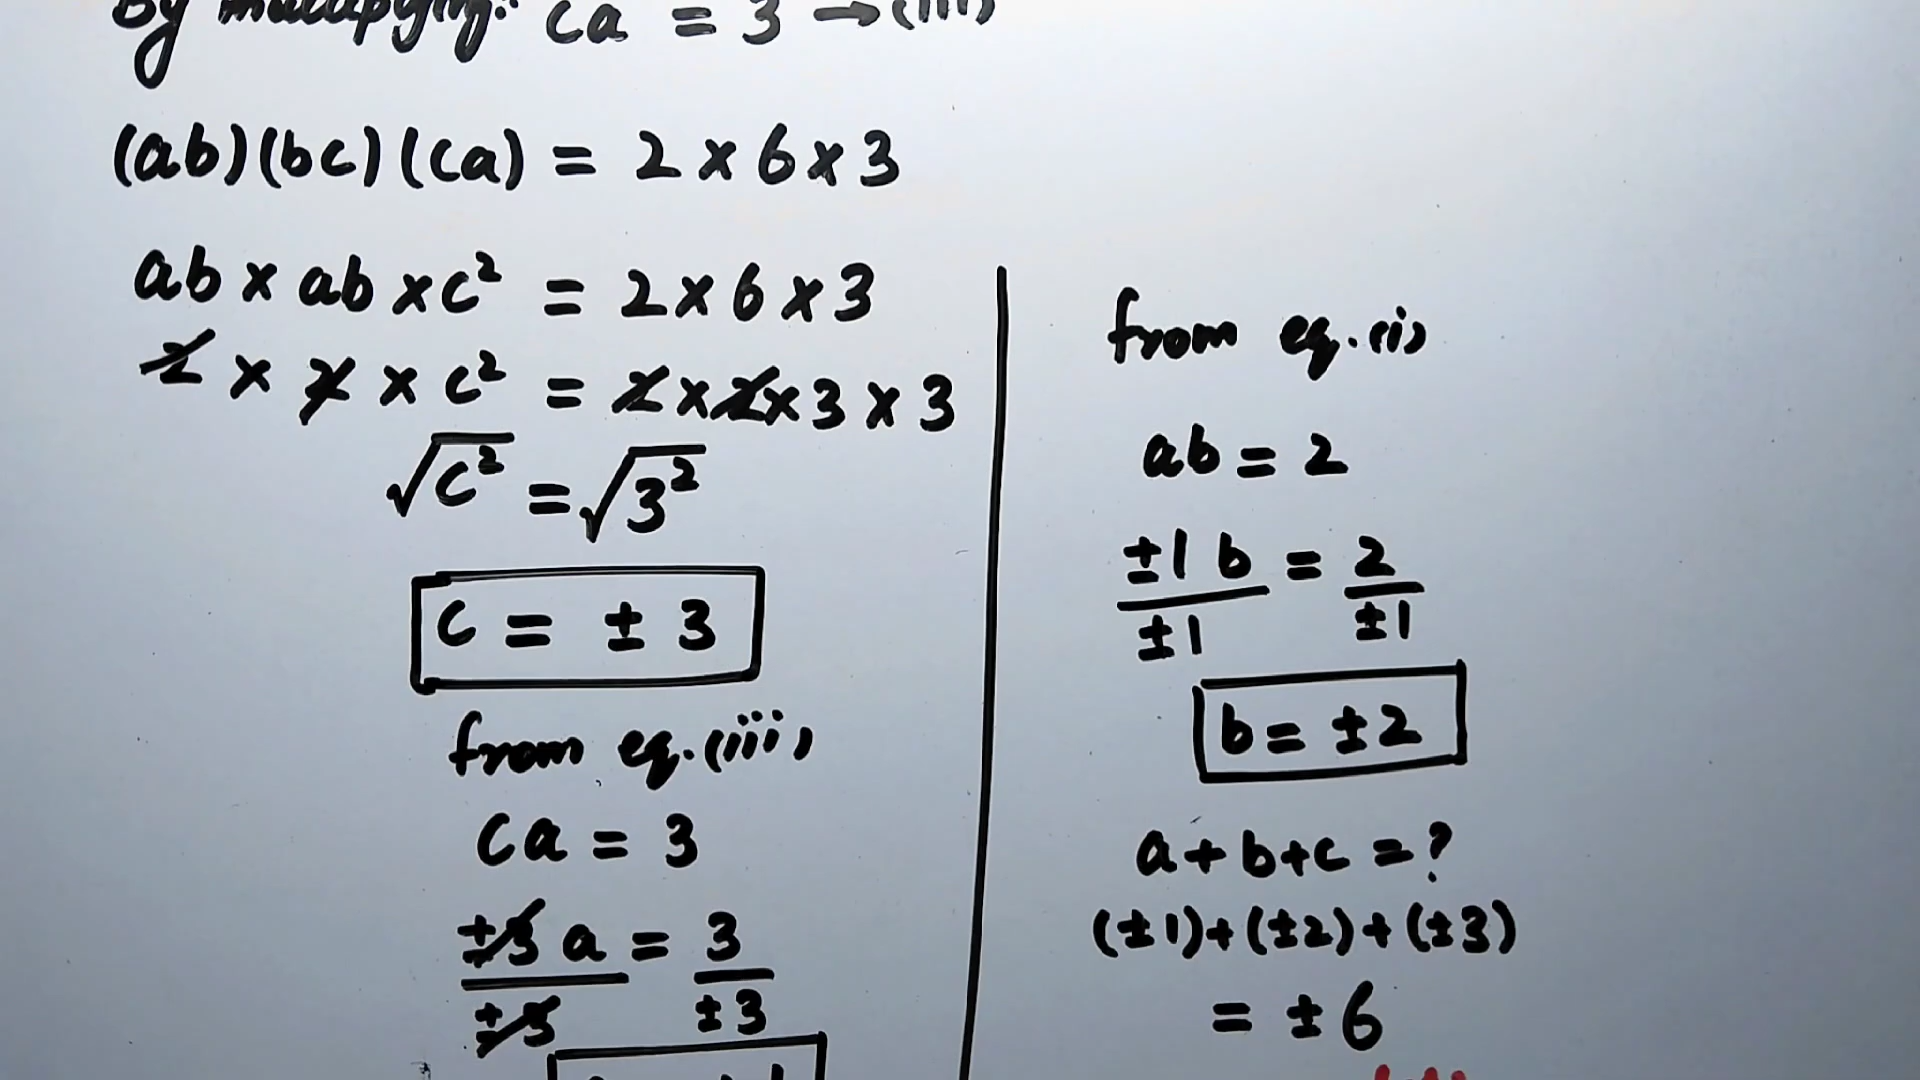 By multiplying: ca = 3 → (iii)
(ab)(bc)(ca) = 2 × 6 × 3
ab × ab × c² = 2 × 6 × 3
2 × 2 × c² = 2 × 2 × 3 × 3
√c² = √3²
c = ± 3
from eq.(iii)
ca = 3
±3 a = 3
±3 ±3
from eq.(i)
ab = 2
±1 b = 2
±1 ±1
b = ±2
a + b + c = ?
(±1) + (±2) + (±3)
= ±6